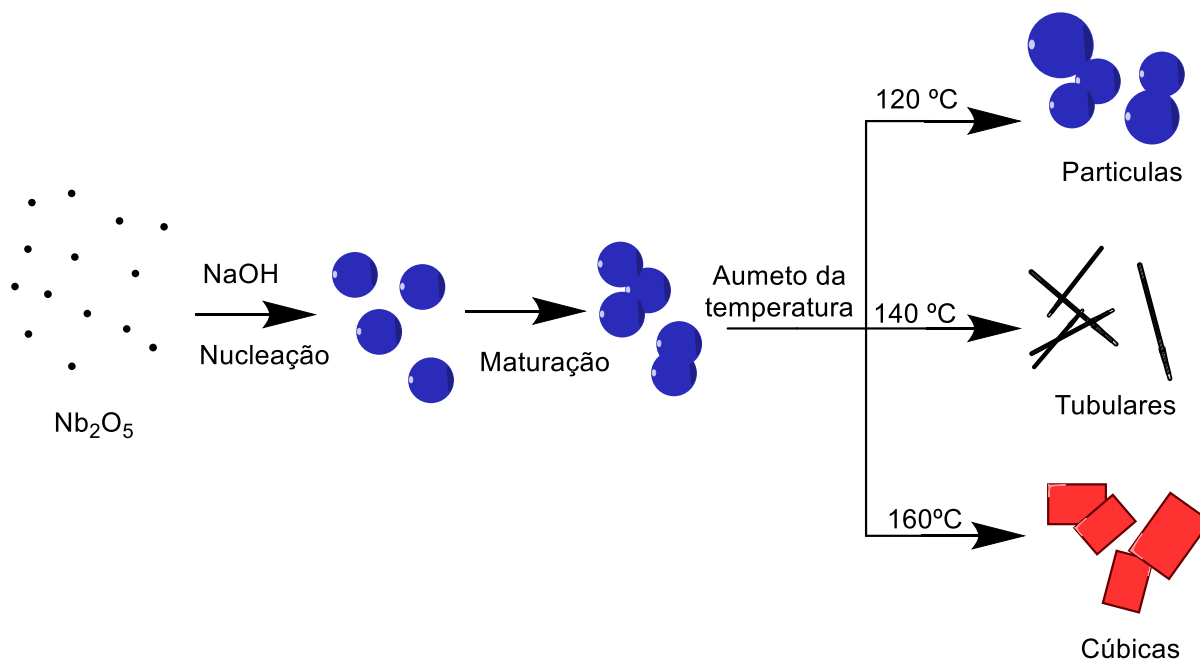 Nb₂O₅
NaOH
Nucleação
Maturação
Aumeto da
temperatura
120 ºC
Particulas
140 ºC
Tubulares
160ºC
Cúbicas